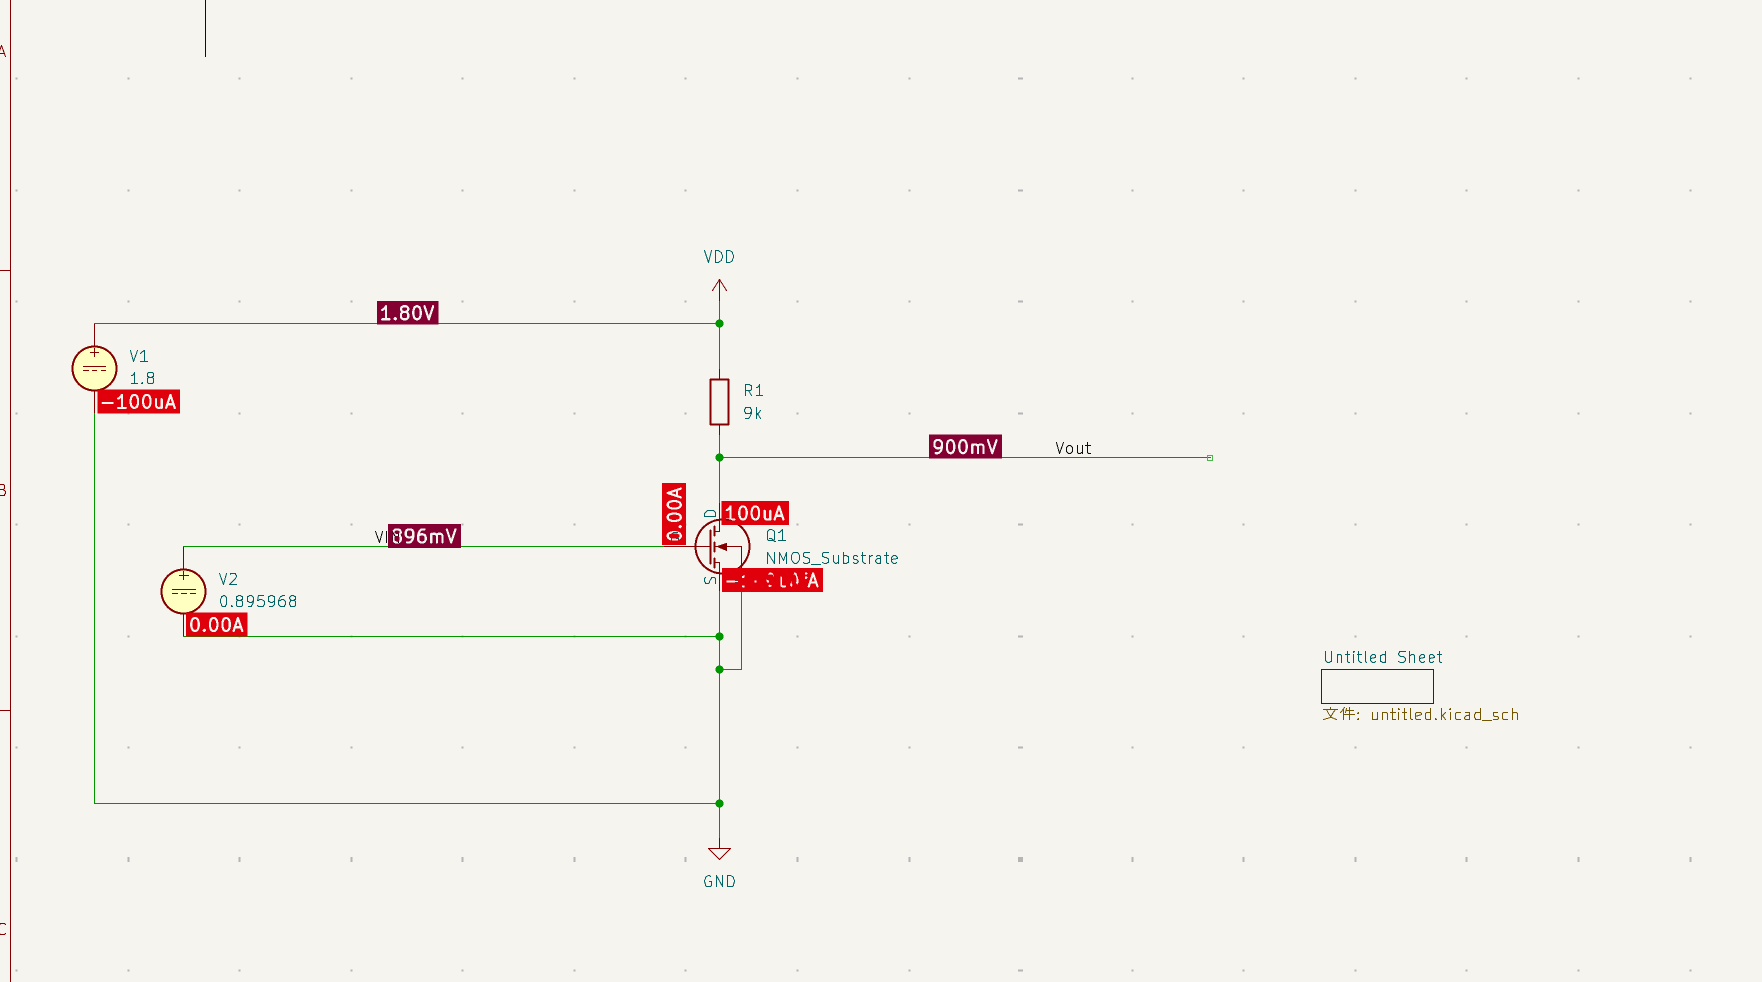 A
VDD
1.80V
V1
1.8
-100uA
R1
9k
900mV
Vout
B
0.00A
D
100uA
896mV
Q1
NMOS_Substrate
S
V2
0.895968
0.00A
Untitled Sheet
文件: untitled.kicad_sch
GND
C